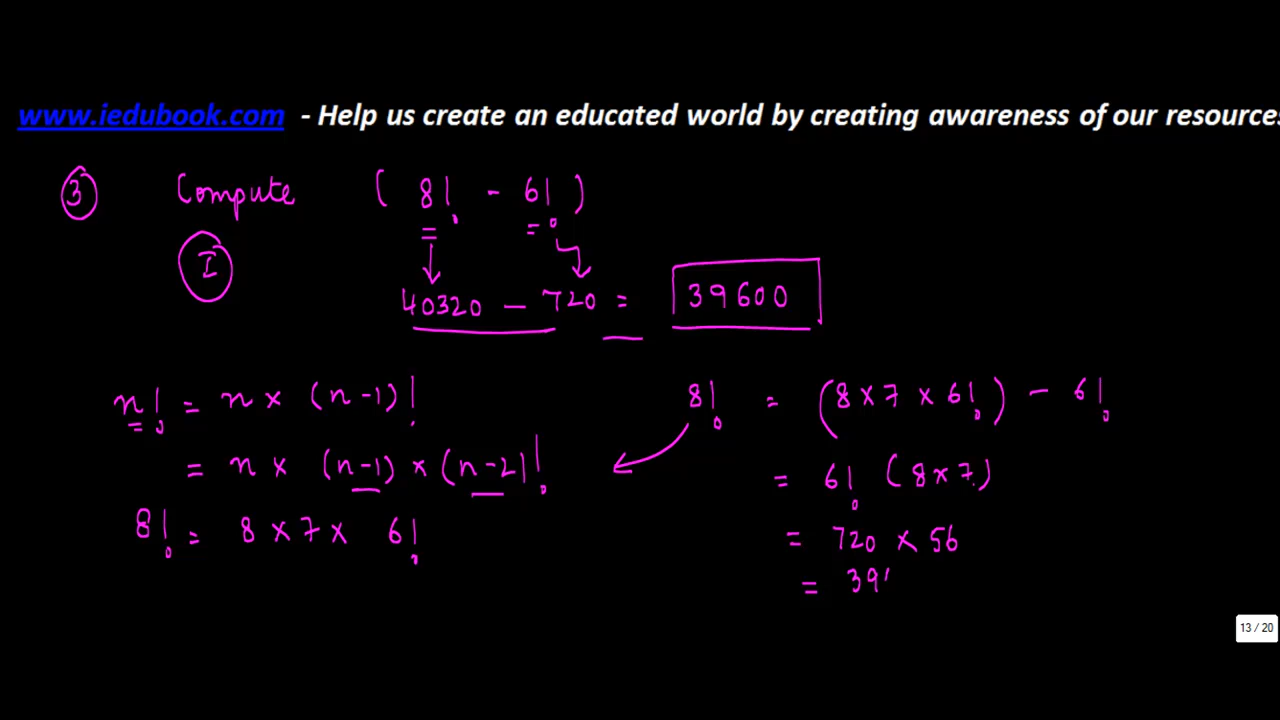 www.iedubook.com - Help us create an educated world by creating awareness of our resources
3 Compute ( 8! - 6! )
I
40320 - 720 = 39600
n! = n × (n-1)!
= n × (n-1) × (n-2)!
8! = 8 × 7 × 6!
8! = (8 × 7 × 6!) - 6!
= 6! (8 × 7)
= 720 × 56
= 39
13 / 20